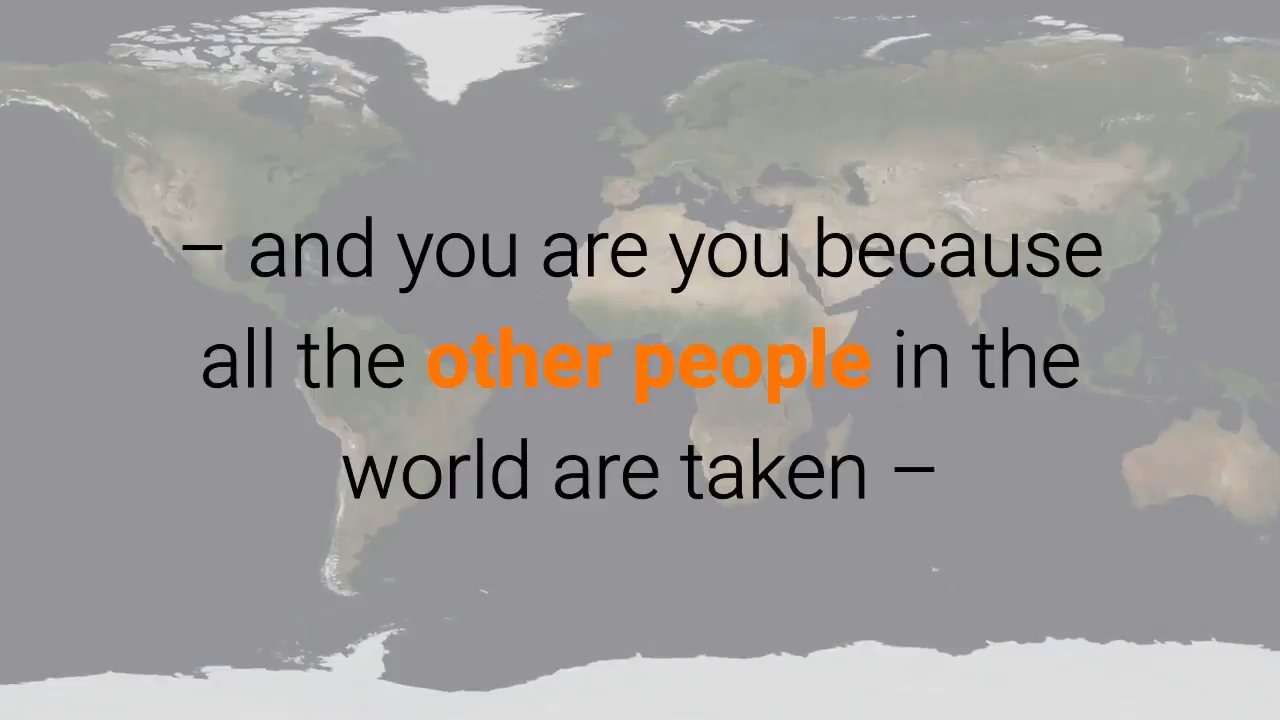 – and you are you because
all the other people in the
world are taken –